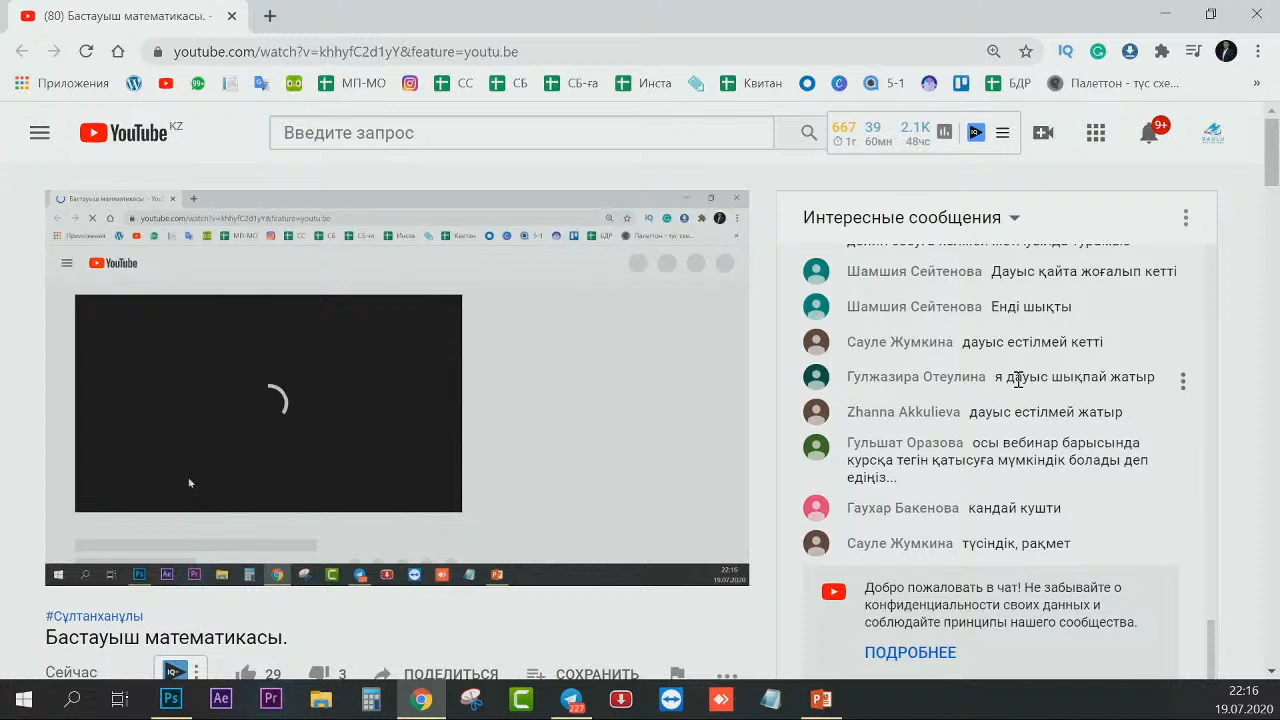 (80) Бастауыш математикасы. -
youtube.com/watch?v=khhyfC2d1yY&feature=youtu.be
Приложения
99+
МП-МО
СС
СБ
СБ-ға
Инста
Квитан
5-1
БДР
Палеттон - түс схе...
»
YouTube KZ
Введите запрос
667 39 2.1K
1г 60мн 48чс
9+
Бастауыш математикасы - You
youtube.com/watch?v=khhyfC2d1yY&feature=youtu.be
Приложения
МП-МО
СС
СБ
СБ-ға
Инста
Квитан
5-1
БДР
Палеттон - түс схе...
YouTube
22:16
19.07.2020
Интересные сообщения
Шамшия Сейтенова Дауыс қайта жоғалып кетті
Шамшия Сейтенова Енді шықты
Сауле Жумкина дауыс естілмей кетті
Гулжазира Отеулина я дауыс шықпай жатыр
Zhanna Akkulieva дауыс естілмей жатыр
Гульшат Оразова осы вебинар барысында
курсқа тегін қатысуға мүмкіндік болады деп
едіңіз...
Гаухар Бакенова кандай кушти
Сауле Жумкина түсіндік, рақмет
Добро пожаловать в чат! Не забывайте о
конфиденциальности своих данных и
соблюдайте принципы нашего сообщества.
ПОДРОБНЕЕ
#Сұлтанханұлы
Бастауыш математикасы.
Сейчас
29
3
ПОДЕЛИТЬСЯ
СОХРАНИТЬ
Ps
Ae
Pr
227
22:16
19.07.2020